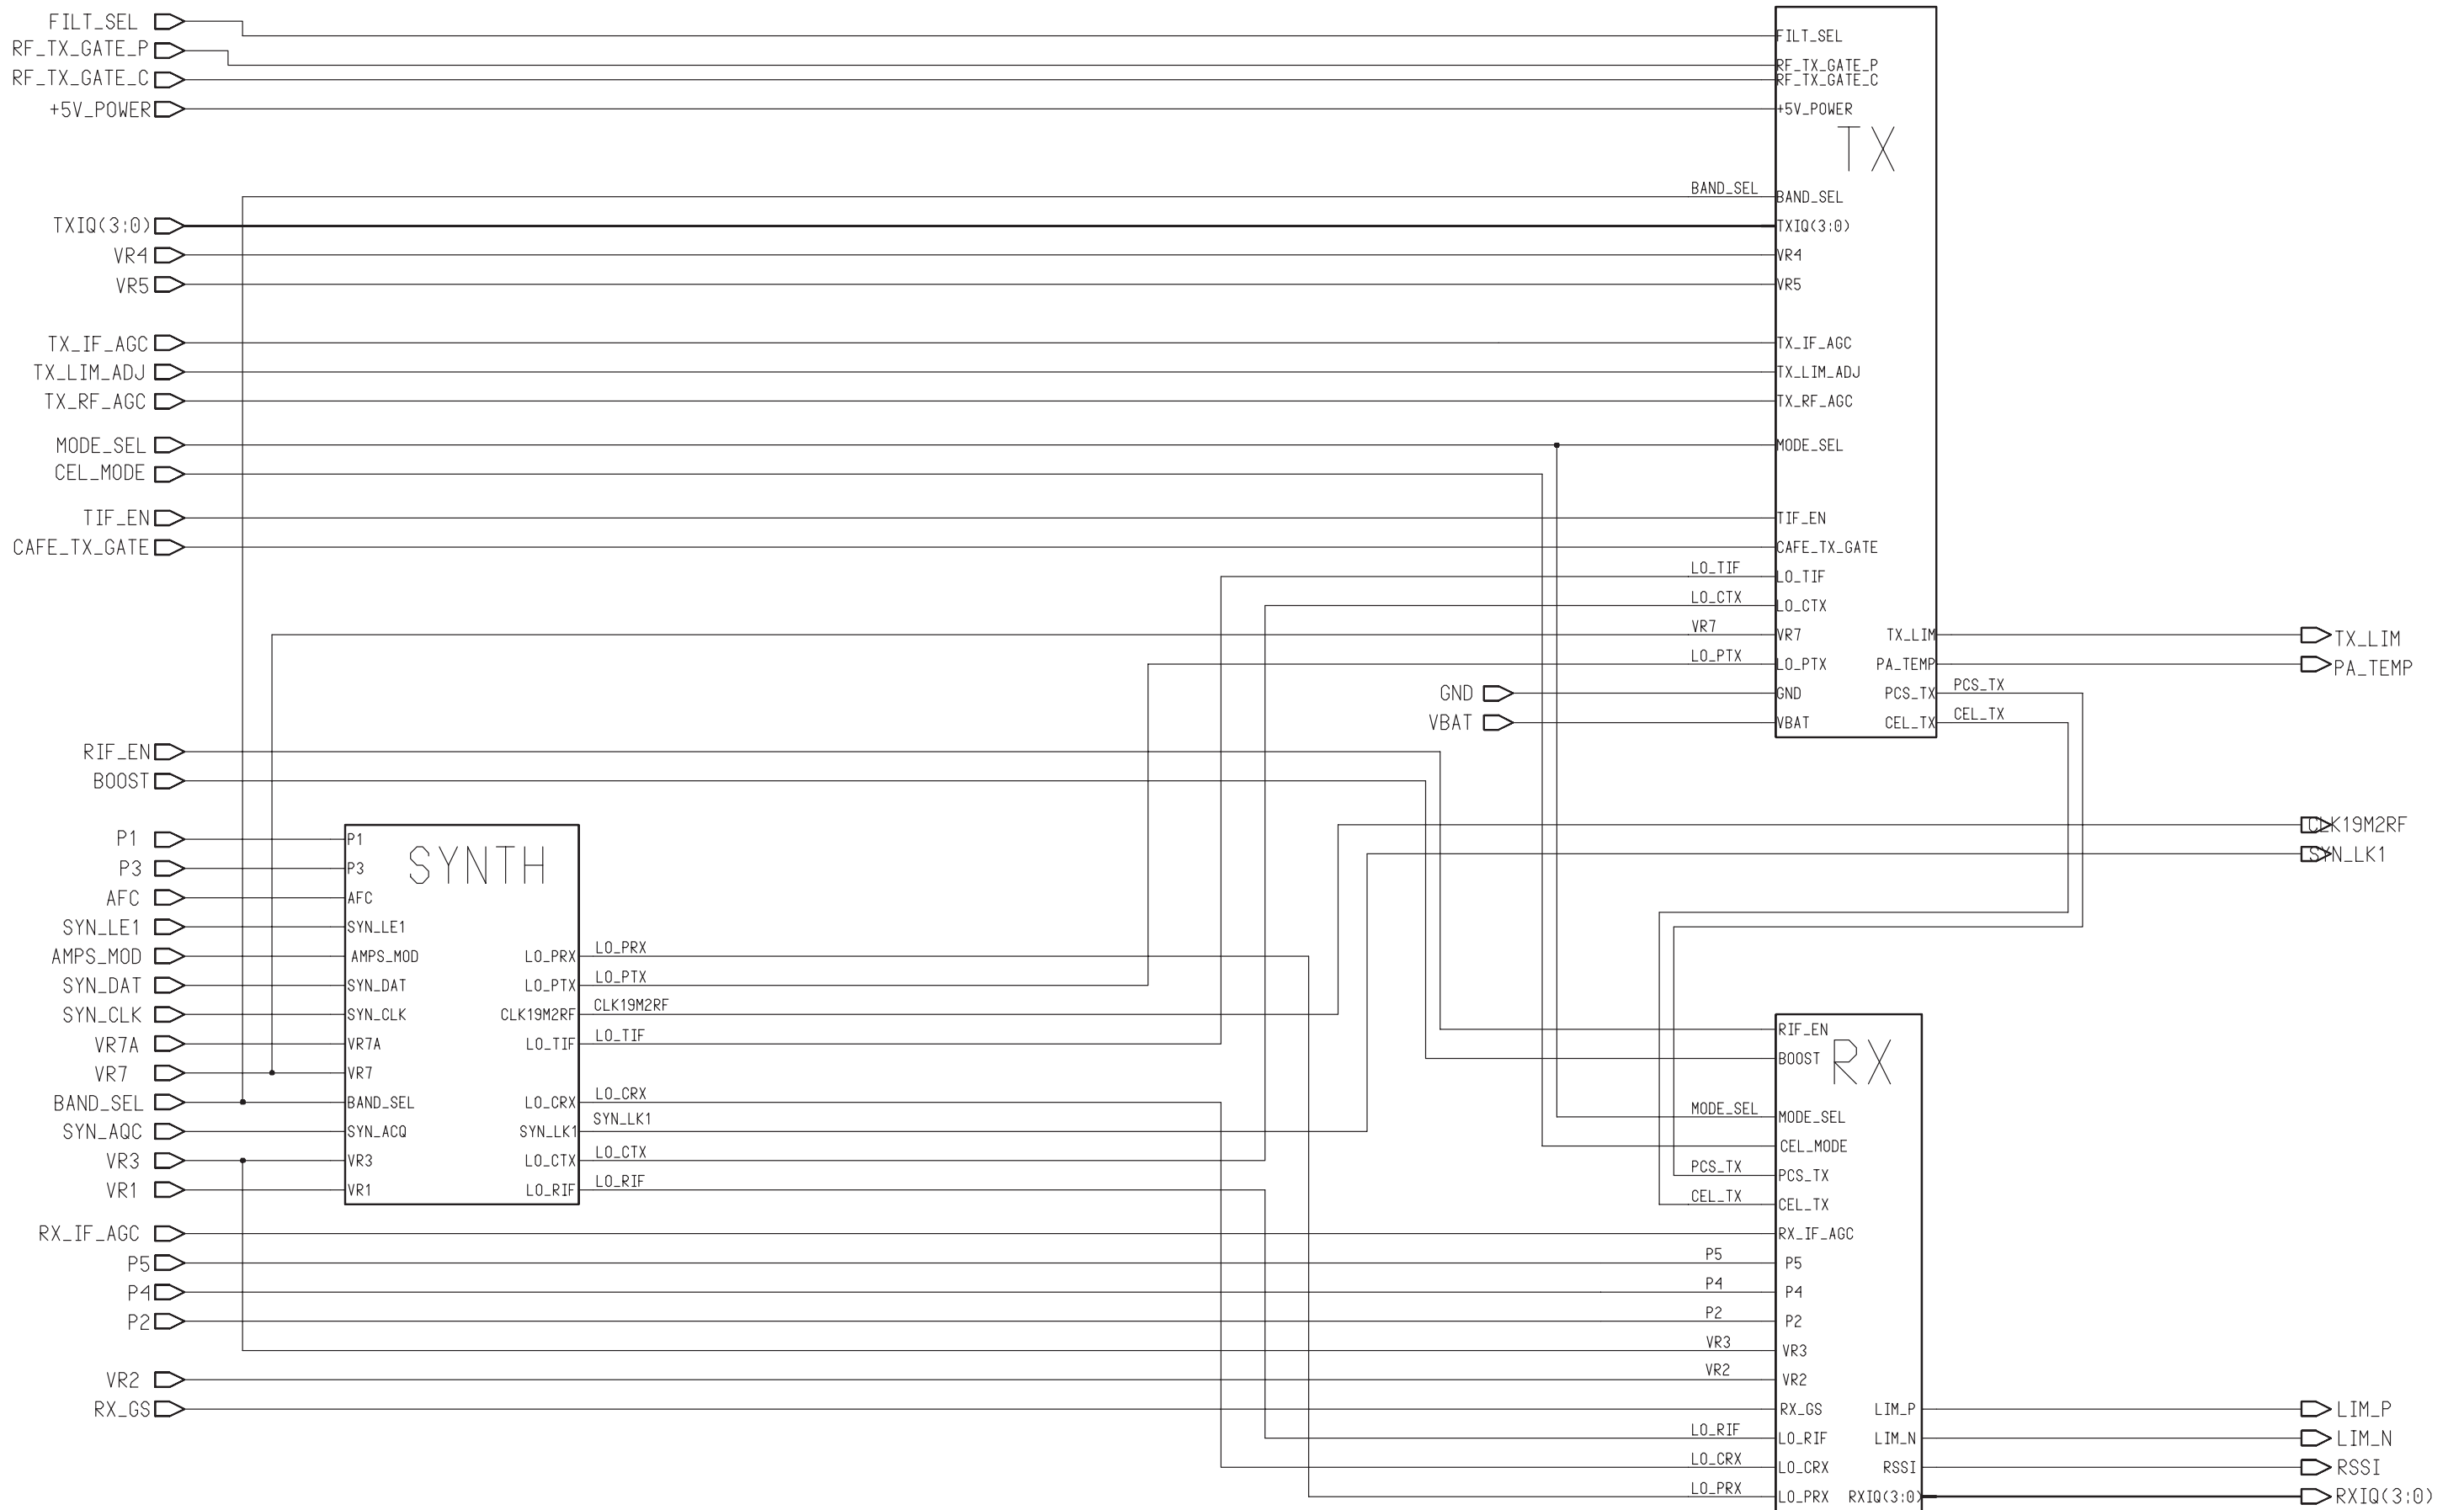 FILT_SEL
RF_TX_GATE_P
RF_TX_GATE_C
+5V_POWER
TXIQ(3:0)
VR4
VR5
TX_IF_AGC
TX_LIM_ADJ
TX_RF_AGC
MODE_SEL
CEL_MODE
TIF_EN
CAFE_TX_GATE
RIF_EN
BOOST
P1
P3
AFC
SYN_LE1
AMPS_MOD
SYN_DAT
SYN_CLK
VR7A
VR7
BAND_SEL
SYN_AQC
VR3
VR1
RX_IF_AGC
P5
P4
P2
VR2
RX_GS
SYNTH
P1
P3
AFC
SYN_LE1
AMPS_MOD
SYN_DAT
SYN_CLK
VR7A
VR7
BAND_SEL
SYN_ACQ
VR3
VR1
LO_PRX
LO_PTX
CLK19M2RF
LO_TIF
LO_CRX
SYN_LK1
LO_CTX
LO_RIF
LO_PRX
LO_PTX
CLK19M2RF
LO_TIF
LO_CRX
SYN_LK1
LO_CTX
LO_RIF
GND
VBAT
BAND_SEL
LO_TIF
LO_CTX
VR7
LO_PTX
TX
FILT_SEL
RF_TX_GATE_P
RF_TX_GATE_C
+5V_POWER
BAND_SEL
TXIQ(3:0)
VR4
VR5
TX_IF_AGC
TX_LIM_ADJ
TX_RF_AGC
MODE_SEL
TIF_EN
CAFE_TX_GATE
LO_TIF
LO_CTX
VR7
LO_PTX
GND
VBAT
TX_LIM
PA_TEMP
PCS_TX
CEL_TX
PCS_TX
CEL_TX
TX_LIM
PA_TEMP
CLK19M2RF
SYN_LK1
MODE_SEL
PCS_TX
CEL_TX
P5
P4
P2
VR3
VR2
LO_RIF
LO_CRX
LO_PRX
RX
RIF_EN
BOOST
MODE_SEL
CEL_MODE
PCS_TX
CEL_TX
RX_IF_AGC
P5
P4
P2
VR3
VR2
RX_GS
LO_RIF
LO_CRX
LO_PRX
LIM_P
LIM_N
RSSI
RXIQ(3:0)
LIM_P
LIM_N
RSSI
RXIQ(3:0)